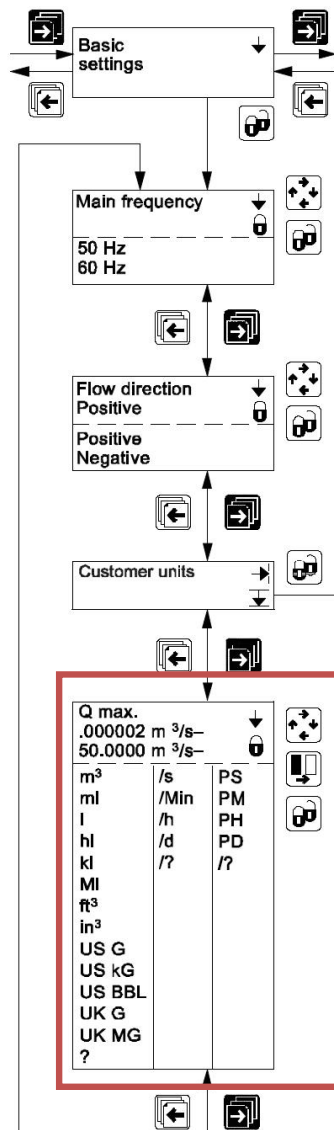 Basic
settings
Main frequency
50 Hz
60 Hz
Flow direction
Positive
Positive
Negative
Customer units
Q max.
.000002 m ³/s–
50.0000 m ³/s–
m³ /s PS
ml /Min PM
l /h PH
hl /d PD
kl /? /?
Ml
ft³
in³
US G
US kG
US BBL
UK G
UK MG
?